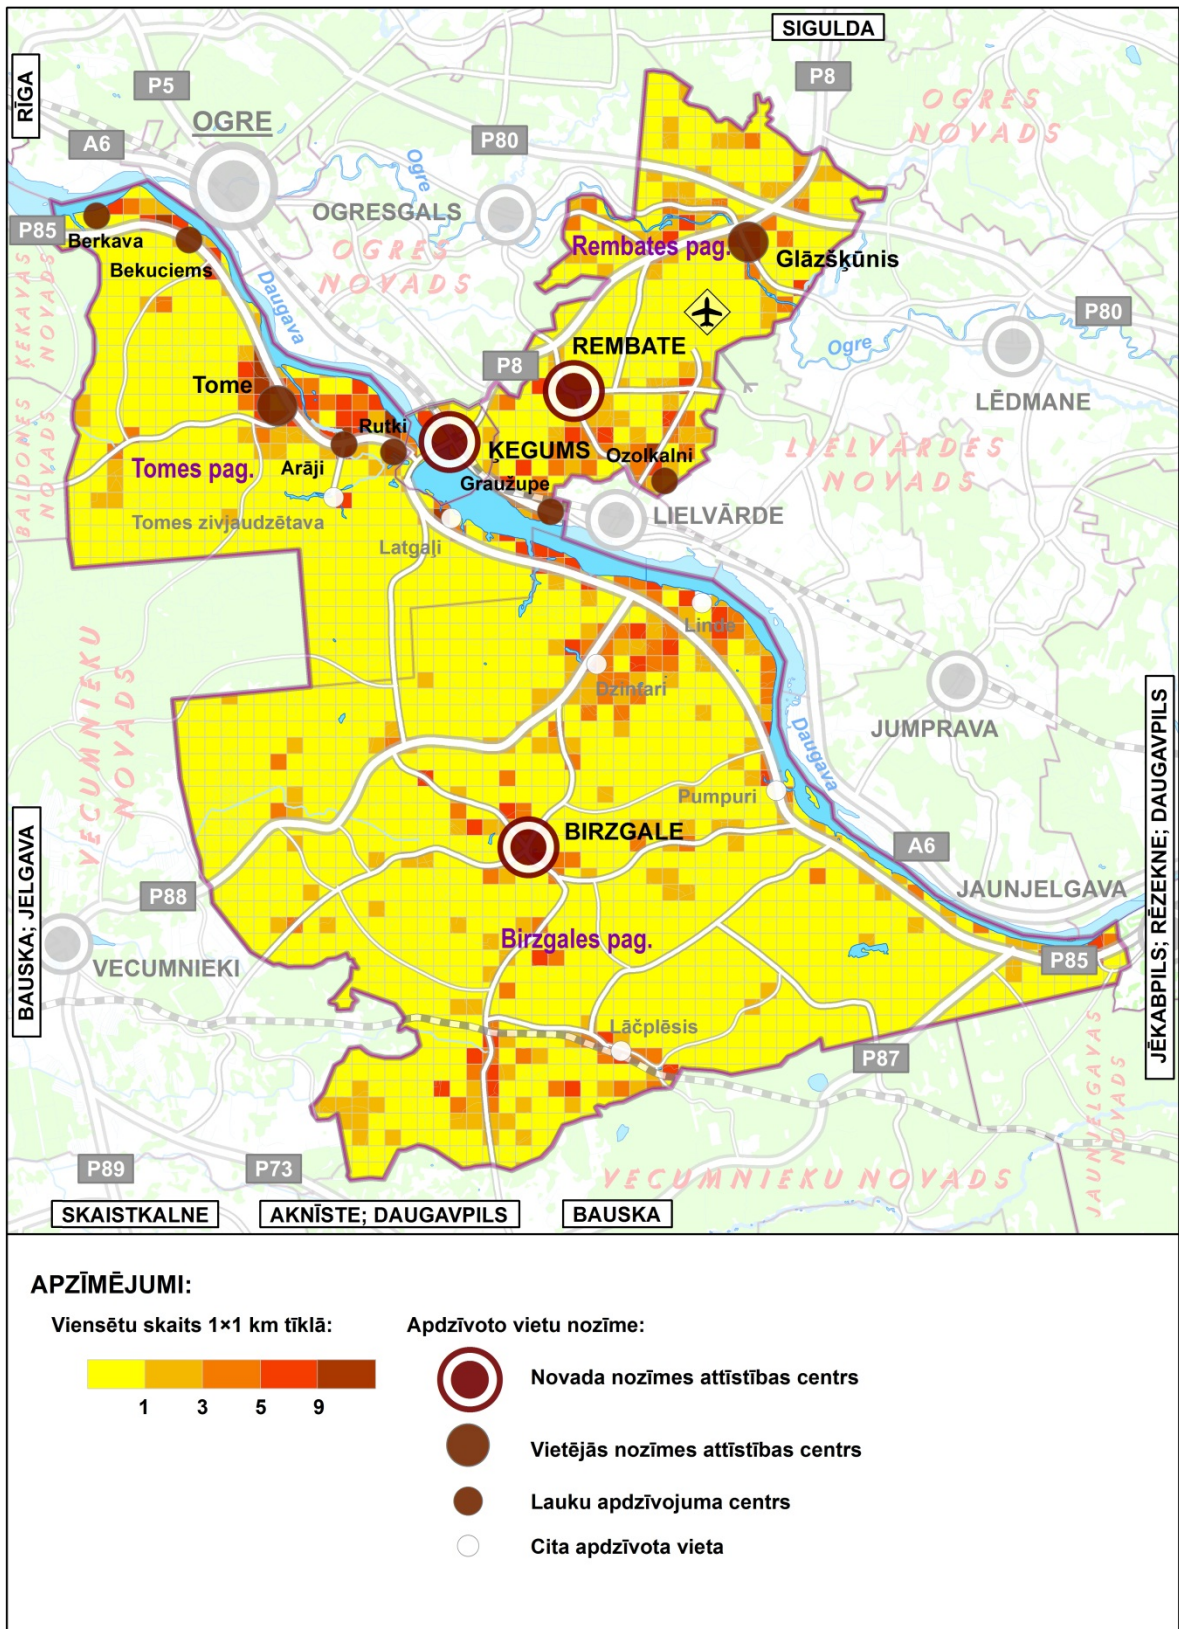 SIGULDA
RĪGA
P5
P8
OGRES
NOVADS
OGRE
A6
P80
Ogre
OGRESGALS
P85
Berkava
Bekuciems
OGRES
NOVADS
Rembates pag.
Glāzšķūnis
Daugava
BALDONES ĶEKAVAS
NOVADS NOVADS
P80
Ogre
P8
REMBATE
LĒDMANE
Tome
Rutki
ĶEGUMS
Ozolkalni
LIELVĀRDES
NOVADS
Tomes pag.
Arāji
Graužupe
LIELVĀRDE
Tomes zivjaudzētava
Latgaļi
Linde
VECUMNIEKU
NOVADS
Dzintari
JUMPRAVA
Daugava
Pumpuri
BIRZGALE
A6
JAUNJELGAVA
JĒKABPILS; RĒZEKNE; DAUGAVPILS
BAUSKA; JELGAVA
P88
VECUMNIEKI
Birzgales pag.
P85
Lāčplēsis
P87
JAUNJELGAVAS
NOVADS
P89
P73
VECUMNIEKU NOVADS
SKAISTKALNE
AKNĪSTE; DAUGAVPILS
BAUSKA
APZĪMĒJUMI:
Viensētu skaits 1×1 km tīklā:
1 3 5 9
Apdzīvoto vietu nozīme:
Novada nozīmes attīstības centrs
Vietējās nozīmes attīstības centrs
Lauku apdzīvojuma centrs
Cita apdzīvota vieta